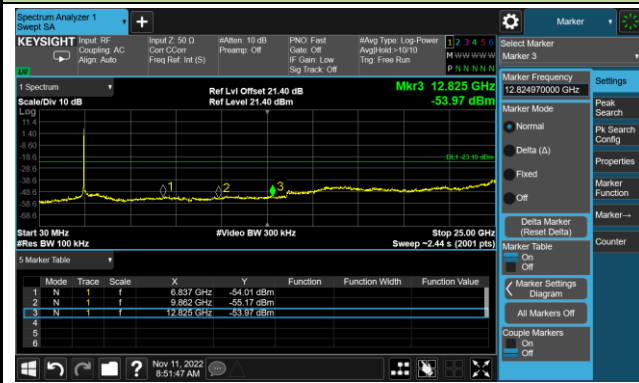 Spectrum Analyzer 1
Swept SA
+
Marker
KEYSIGHT
Input: RF
Coupling: AC
Align: Auto
Input Z: 50 Ω
Corr CCorr
Freq Ref: Int (S)
#Atten: 10 dB
Preamp: Off
PNO: Fast
Gate: Off
IF Gain: Low
Sig Track: Off
#Avg Type: Log-Power
Avg|Hold:>10/10
Trig: Free Run
1 2 3 4 5 6
M W W W W W
P N N N N N
LXI
Select Marker
Marker 3
1 Spectrum
Scale/Div 10 dB
Ref Lvl Offset 21.40 dB
Ref Level 21.40 dBm
Mkr3 12.825 GHz
-53.97 dBm
Log
11.4
1.40
-8.60
-18.6
-28.6
-38.6
-48.6
-58.6
-68.6
DL1 -23.10 dBm
1
2
3
Start 30 MHz
#Res BW 100 kHz
#Video BW 300 kHz
Stop 25.00 GHz
Sweep ~2.44 s (2001 pts)
5 Marker Table
Mode Trace Scale X Y Function Function Width Function Value
1 N 1 f 6.837 GHz -54.01 dBm
2 N 1 f 9.862 GHz -55.17 dBm
3 N 1 f 12.825 GHz -53.97 dBm
4
5
6
Marker Frequency
12.824970000 GHz
Marker Mode
Normal
Delta (Δ)
Fixed
Off
Delta Marker
(Reset Delta)
Marker Table
On
Off
Marker Settings
Diagram
All Markers Off
Couple Markers
On
Off
Settings
Peak
Search
Pk Search
Config
Properties
Marker
Function
Marker→
Counter
?
Nov 11, 2022
8:51:47 AM